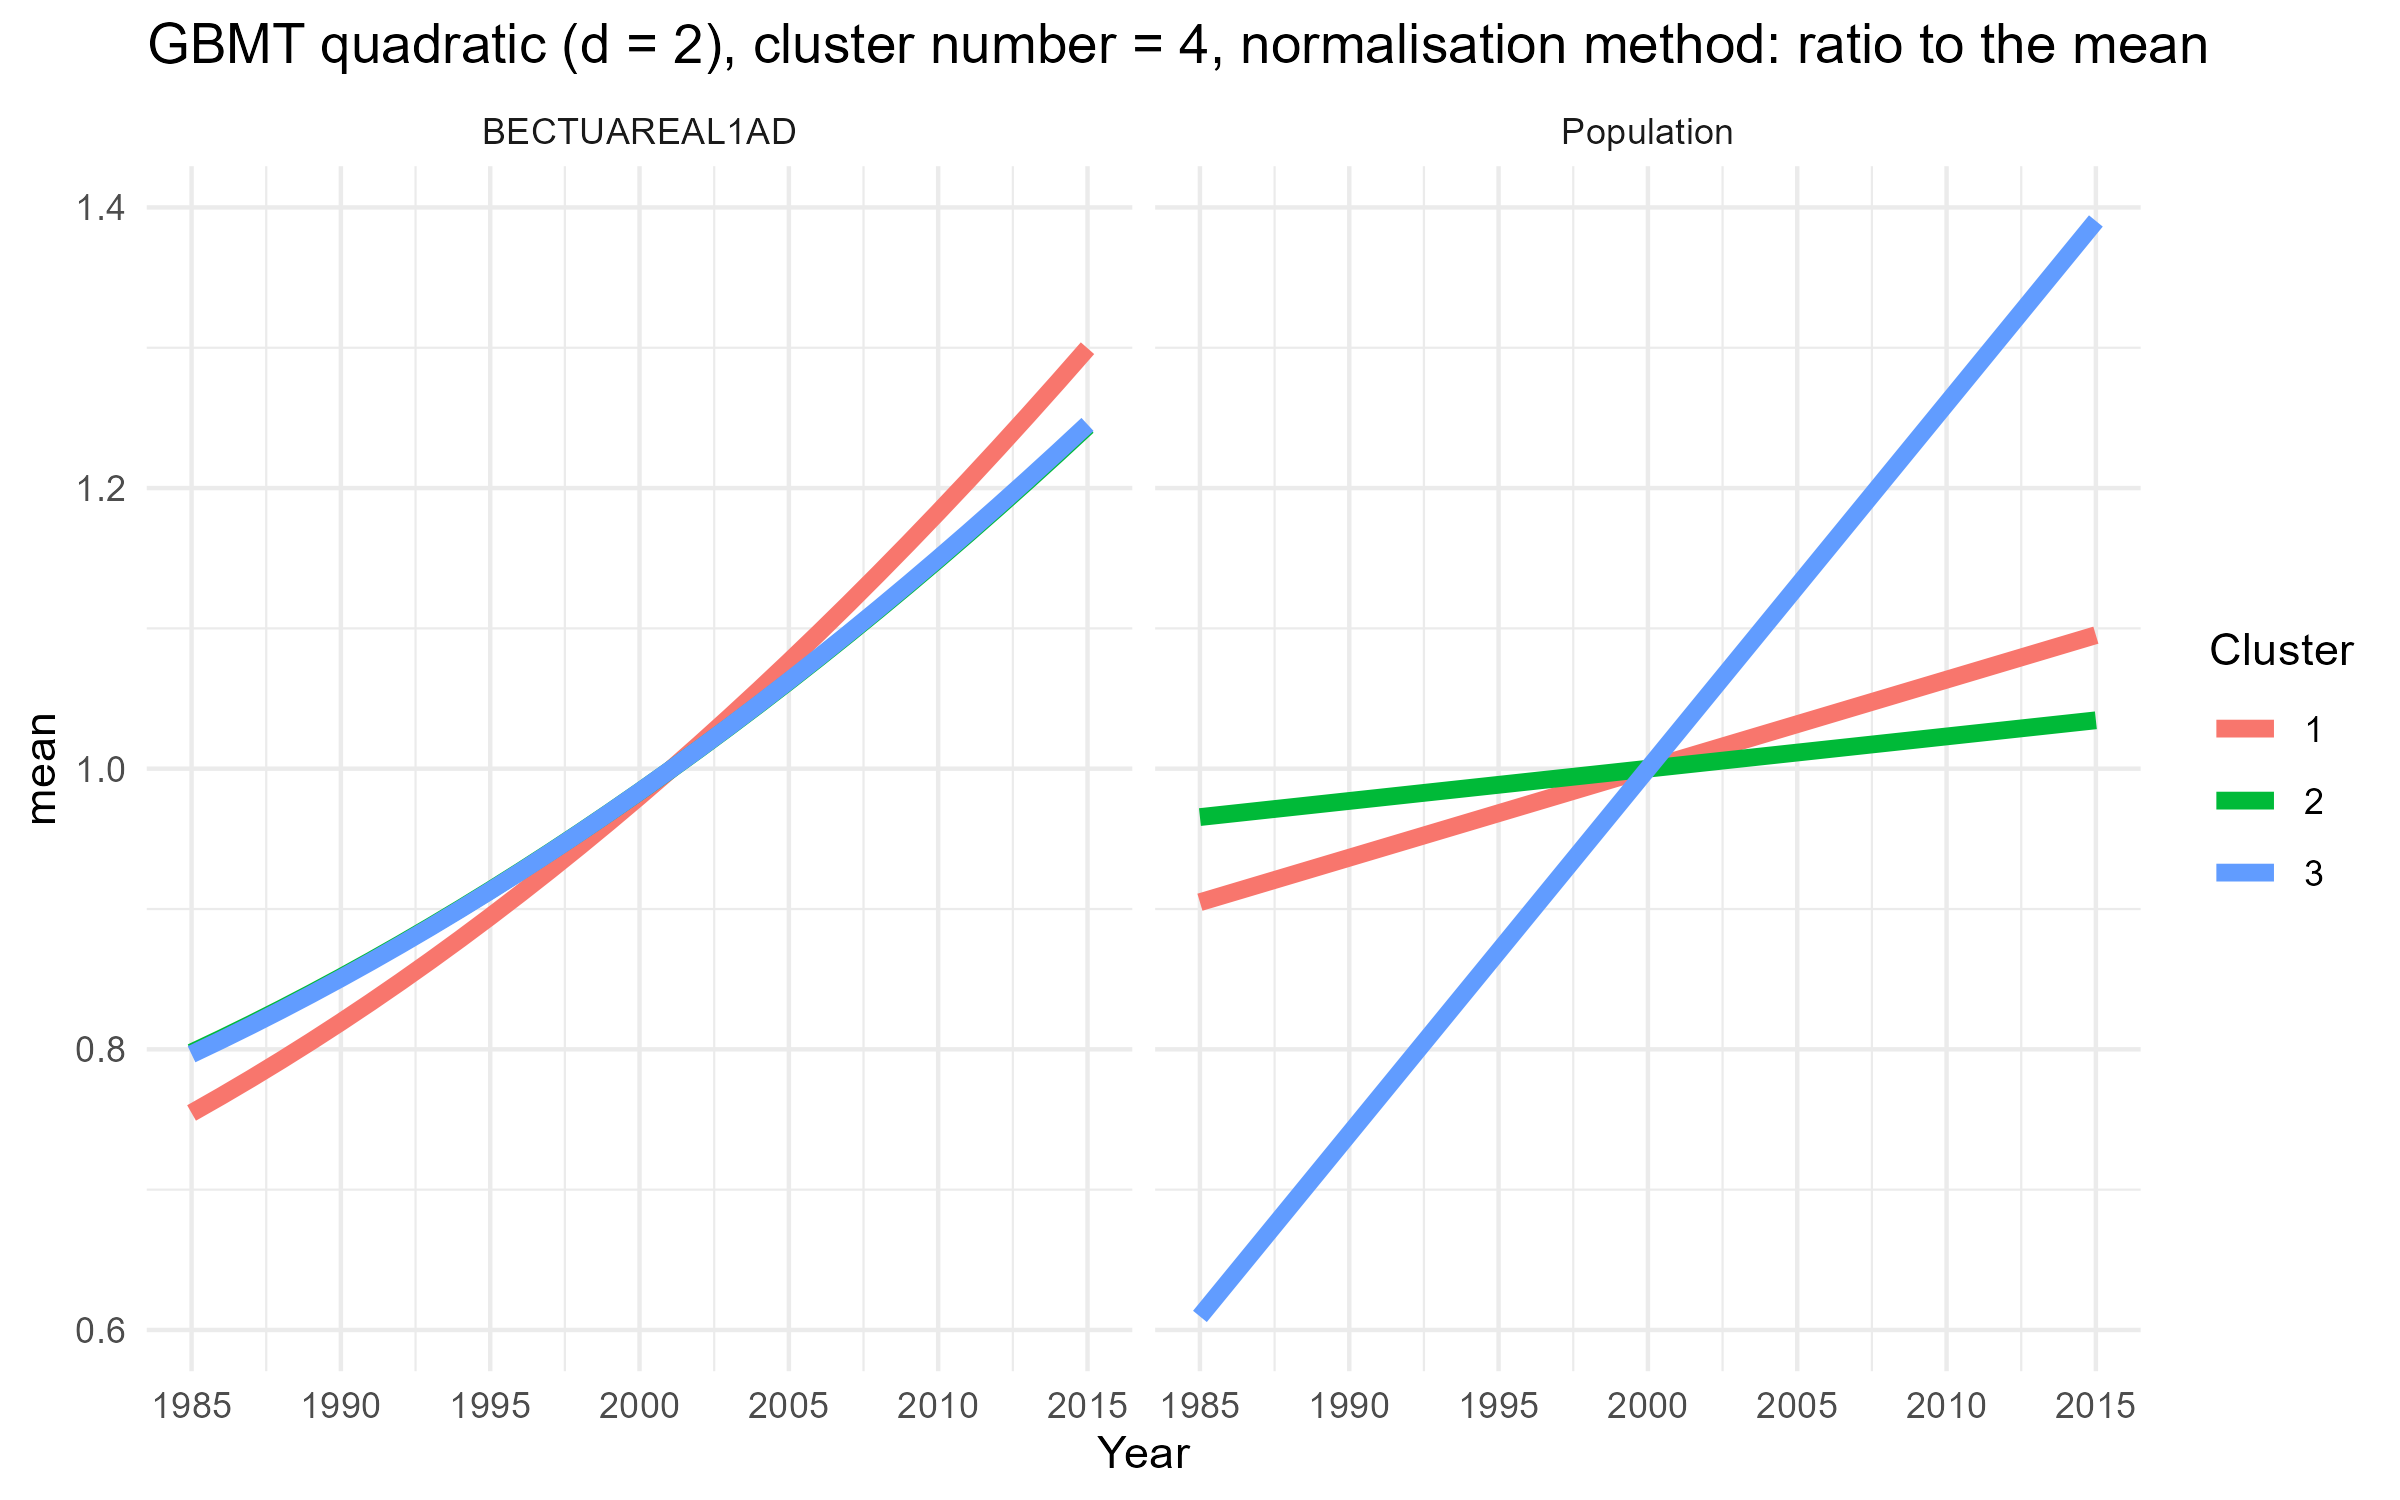 GBMT quadratic (d = 2), cluster number = 4, normalisation method: ratio to the mean
BECTUAREAL1AD
Population
1.4
1.2
1.0
0.8
0.6
mean
1985 1990 1995 2000 2005 2010 2015
1985 1990 1995 2000 2005 2010 2015
Year
Cluster
1
2
3